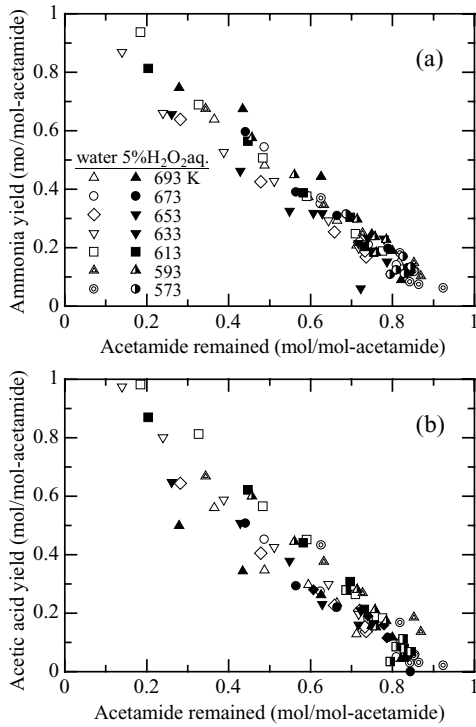 (a)
Ammonia yield (mo/mol-acetamide)
1
0.8
0.6
0.4
0.2
0
water 5%H₂O₂aq.
693 K
673
653
633
613
593
573
0 0.2 0.4 0.6 0.8 1
Acetamide remained (mol/mol-acetamide)
(b)
Acetic acid yield (mol/mol-acetamide)
1
0.8
0.6
0.4
0.2
0
0 0.2 0.4 0.6 0.8 1
Acetamide remained (mol/mol-acetamide)